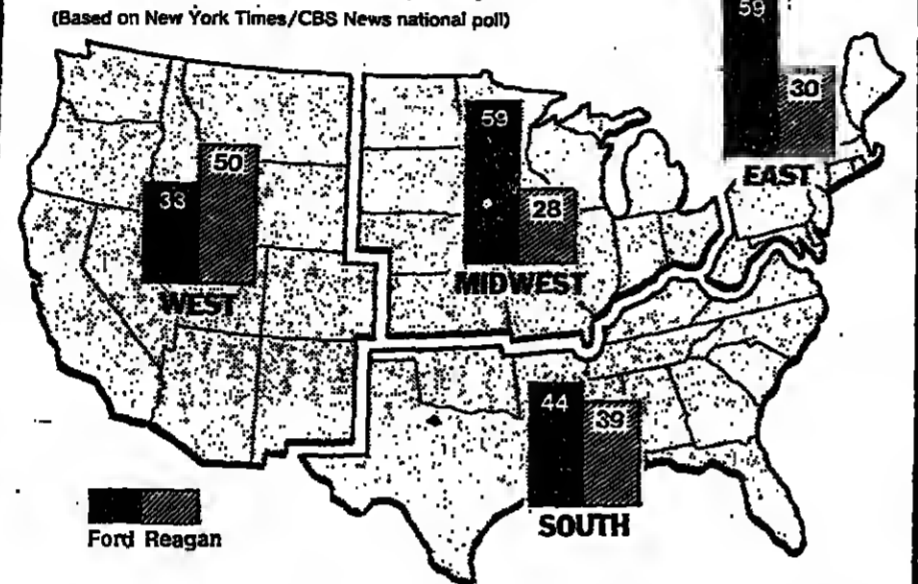 (Based on New York Times/CBS News national poll)
59
30
EAST
59
28
MIDWEST
33
50
WEST
44
39
SOUTH
Ford Reagan